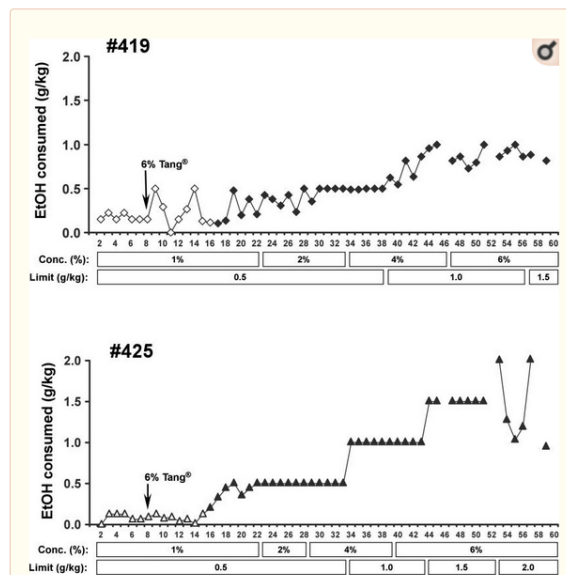 #419
EtOH consumed (g/kg)
2.0
1.5
1.0
0.5
0.0
6% Tang®
2 4 6 8 10 12 14 16 18 20 22 24 26 28 30 32 34 36 38 40 42 44 46 48 50 52 54 56 58 60
Conc. (%): 1% 2% 4% 6%
Limit (g/kg): 0.5 1.0 1.5
#425
EtOH consumed (g/kg)
2.0
1.5
1.0
0.5
0.0
6% Tang®
2 4 6 8 10 12 14 16 18 20 22 24 26 28 30 32 34 36 38 40 42 44 46 48 50 52 54 56 58 60
Conc. (%): 1% 2% 4% 6%
Limit (g/kg): 0.5 1.0 1.5 2.0